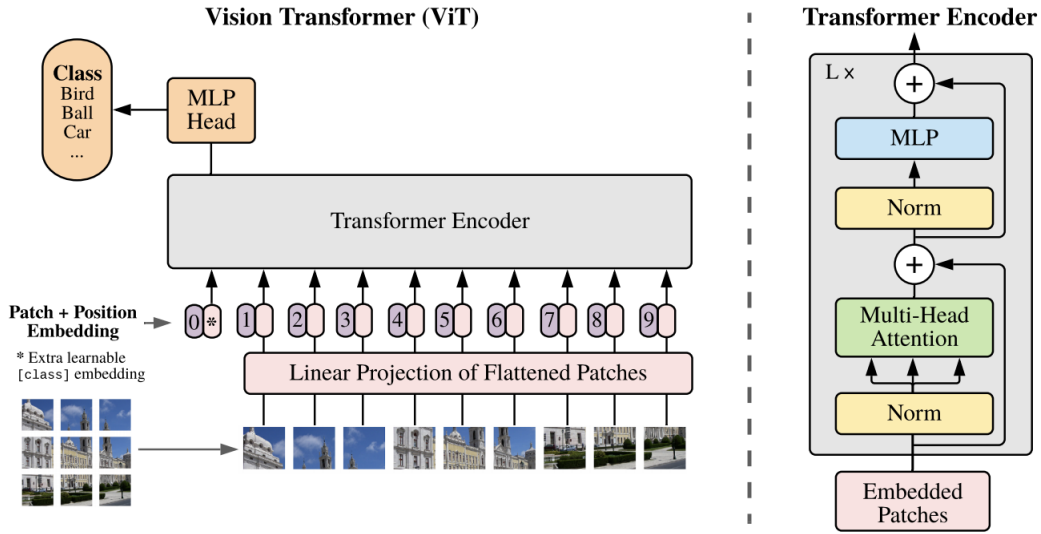 Vision Transformer (ViT)
Class
Bird
Ball
Car
...
MLP
Head
Transformer Encoder
Patch + Position
Embedding
0 * 1 2 3 4 5 6 7 8 9
* Extra learnable
[class] embedding
Linear Projection of Flattened Patches
Transformer Encoder
L ×
+
MLP
Norm
+
Multi-Head
Attention
Norm
Embedded
Patches